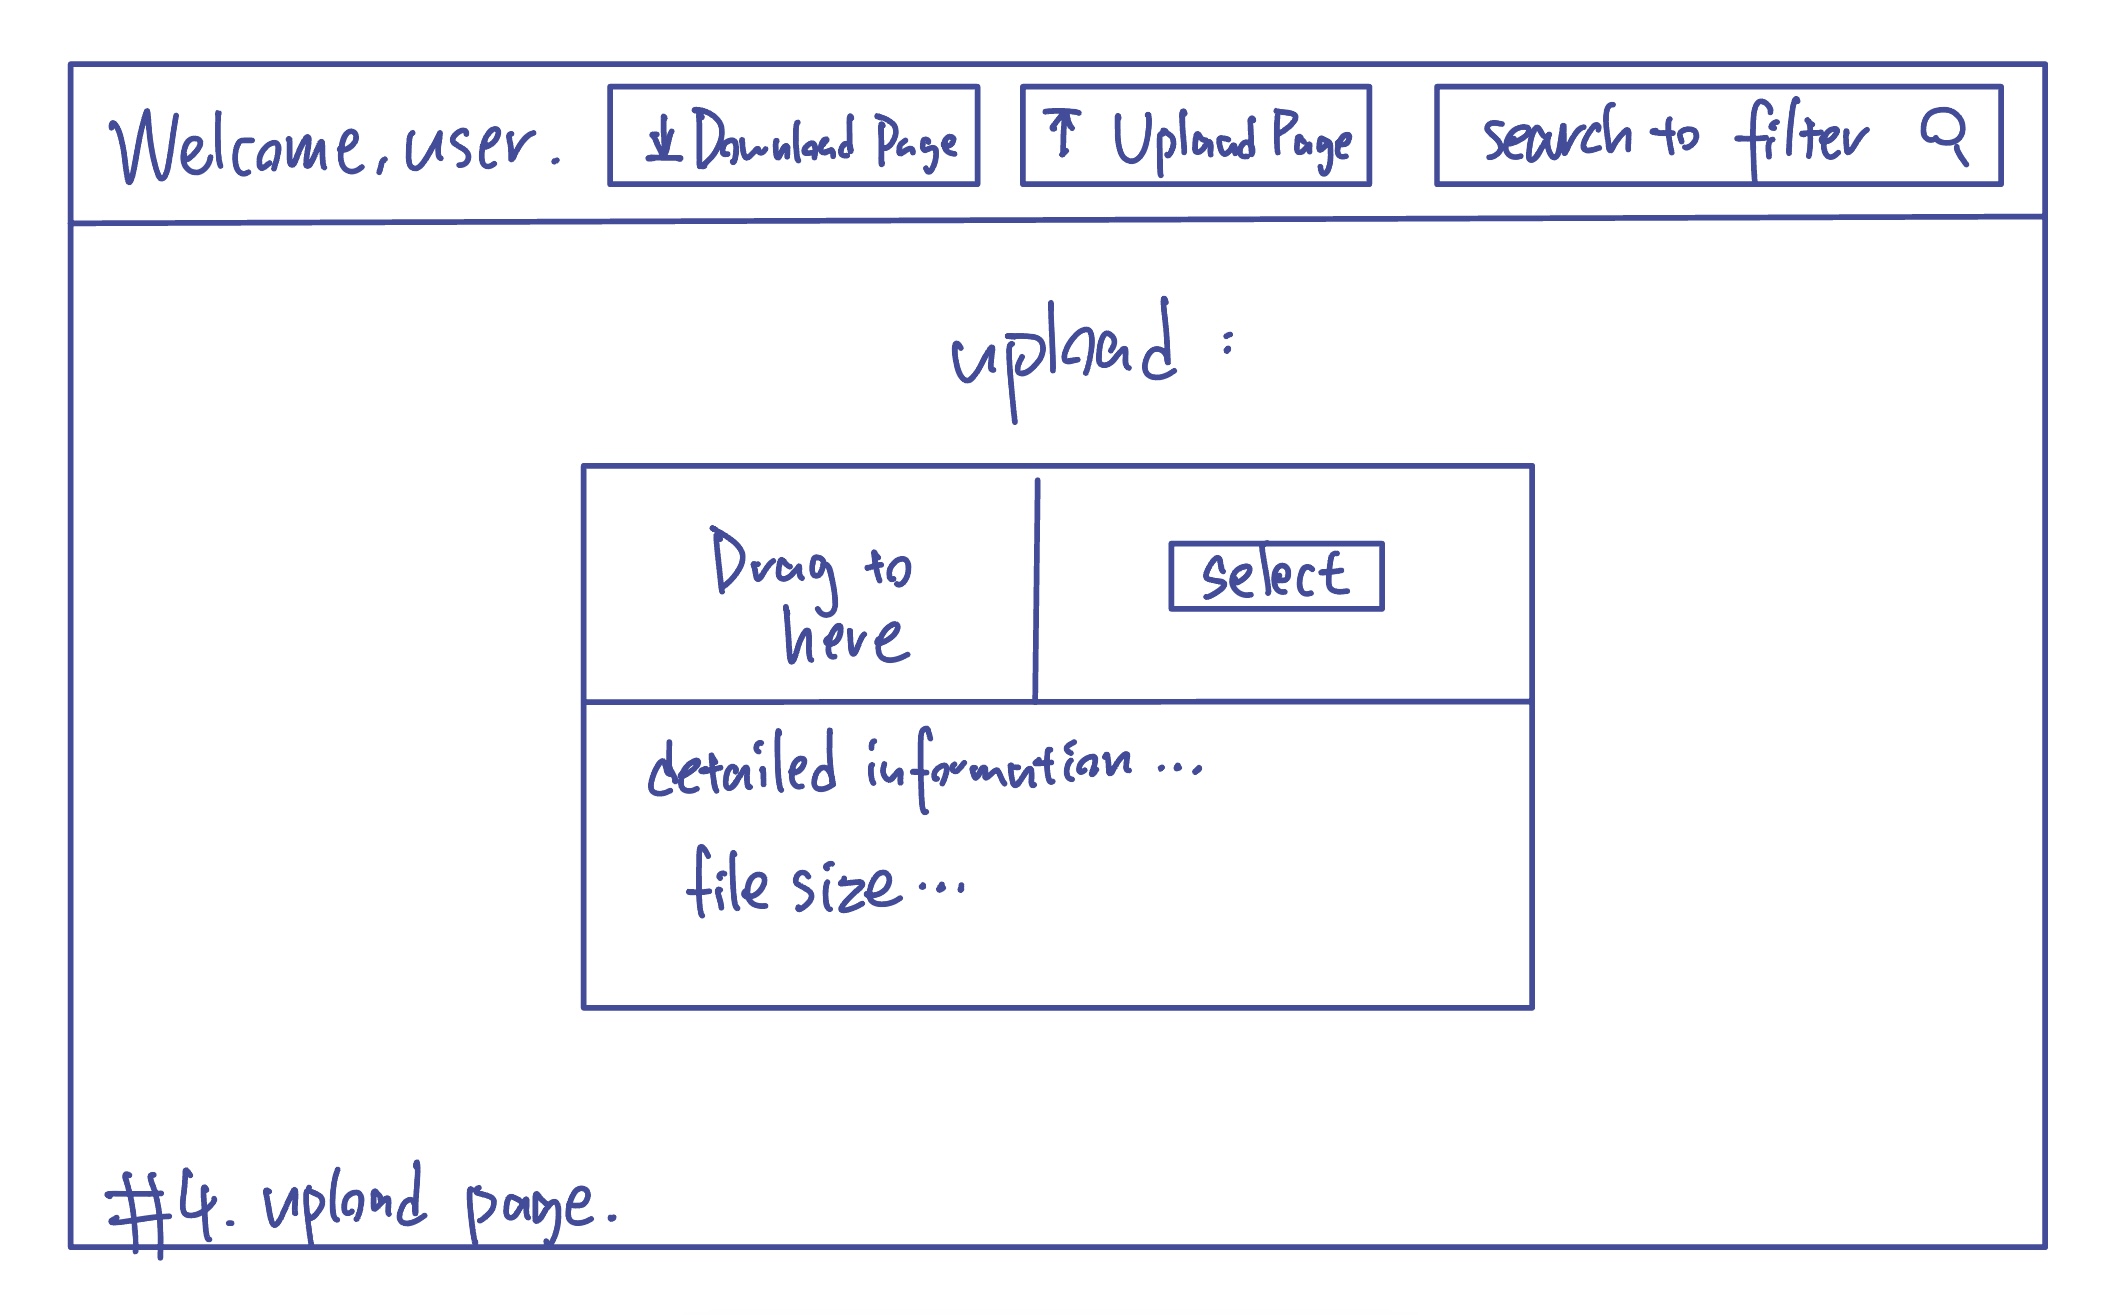 Welcome, user.
Download Page
Upload Page
search to filter
upload :
Drag to
here
select
detailed information ...
file size ...
#4. upload page.